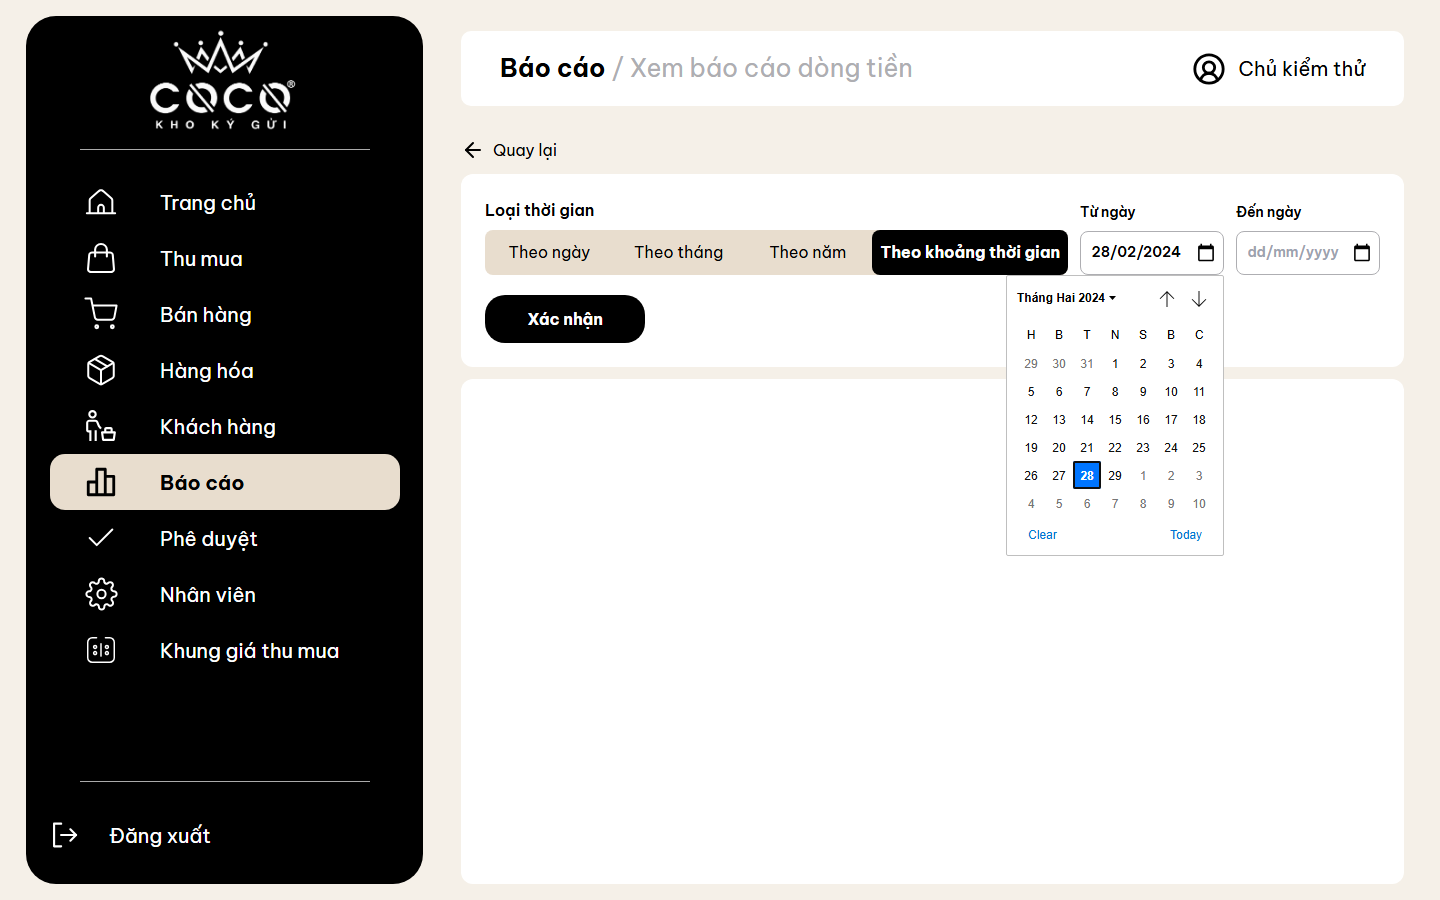 COCO®
KHO KÝ GỬI
Trang chủ
Thu mua
Bán hàng
Hàng hóa
Khách hàng
Báo cáo
Phê duyệt
Nhân viên
Khung giá thu mua
Đăng xuất
Báo cáo / Xem báo cáo dòng tiền
Chủ kiểm thử
Quay lại
Loại thời gian
Theo ngày Theo tháng Theo năm Theo khoảng thời gian
Từ ngày
28/02/2024
Đến ngày
dd/mm/yyyy
Xác nhận
Tháng Hai 2024
H B T N S B C
29 30 31 1 2 3 4
5 6 7 8 9 10 11
12 13 14 15 16 17 18
19 20 21 22 23 24 25
26 27 28 29 1 2 3
4 5 6 7 8 9 10
Clear Today